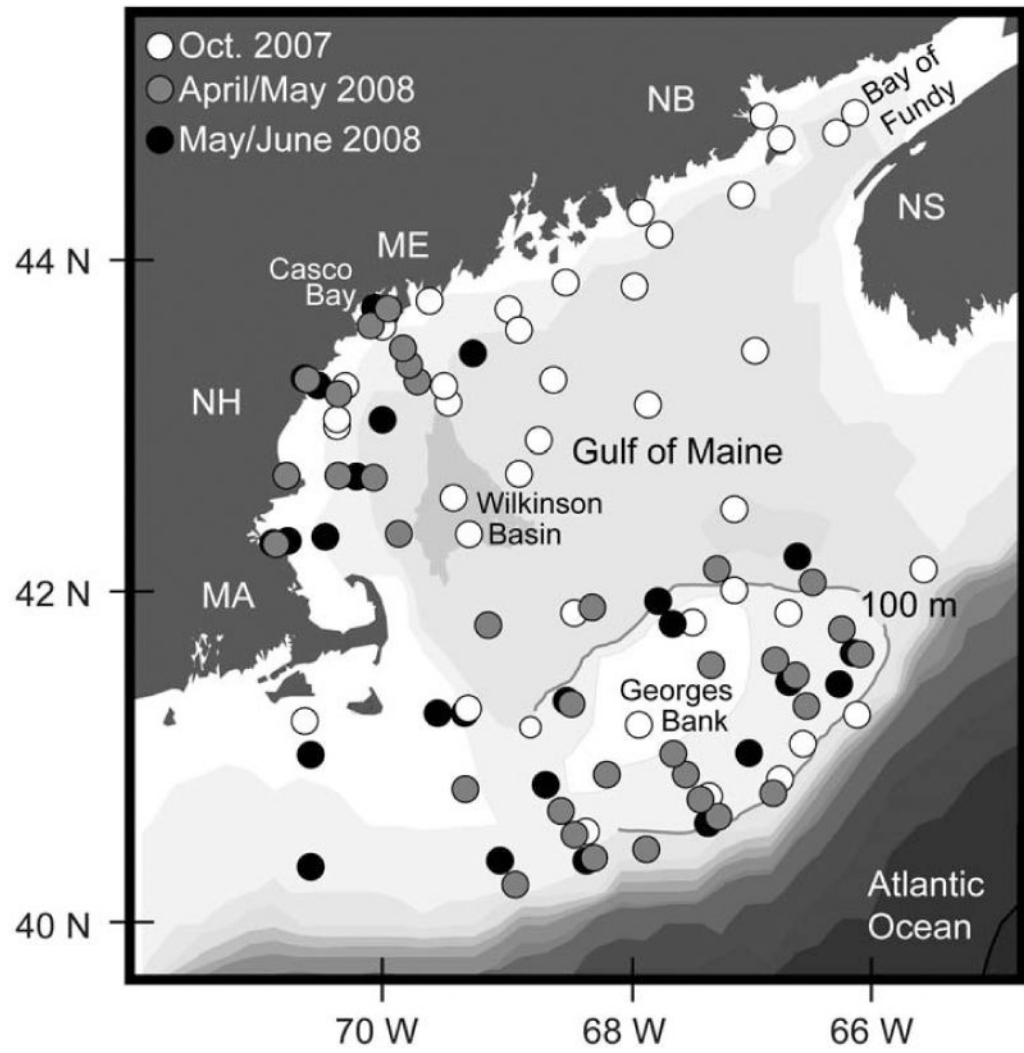 Oct. 2007
April/May 2008
May/June 2008
NB
Bay of
Fundy
NS
44 N
ME
Casco
Bay
NH
Gulf of Maine
Wilkinson
Basin
42 N
MA
100 m
Georges
Bank
Atlantic
Ocean
40 N
70 W
68 W
66 W